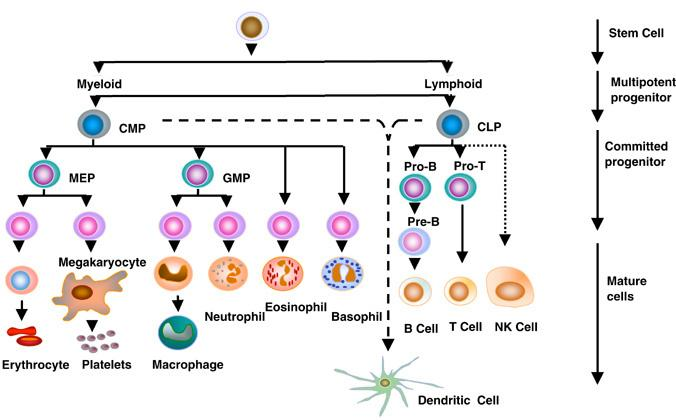 Stem Cell
Myeloid
Lymphoid
Multipotent
progenitor
CMP
CLP
Committed
progenitor
MEP
GMP
Pro-B
Pro-T
Pre-B
Megakaryocyte
Mature
cells
Neutrophil
Eosinophil
Basophil
B Cell
T Cell
NK Cell
Erythrocyte
Platelets
Macrophage
Dendritic Cell